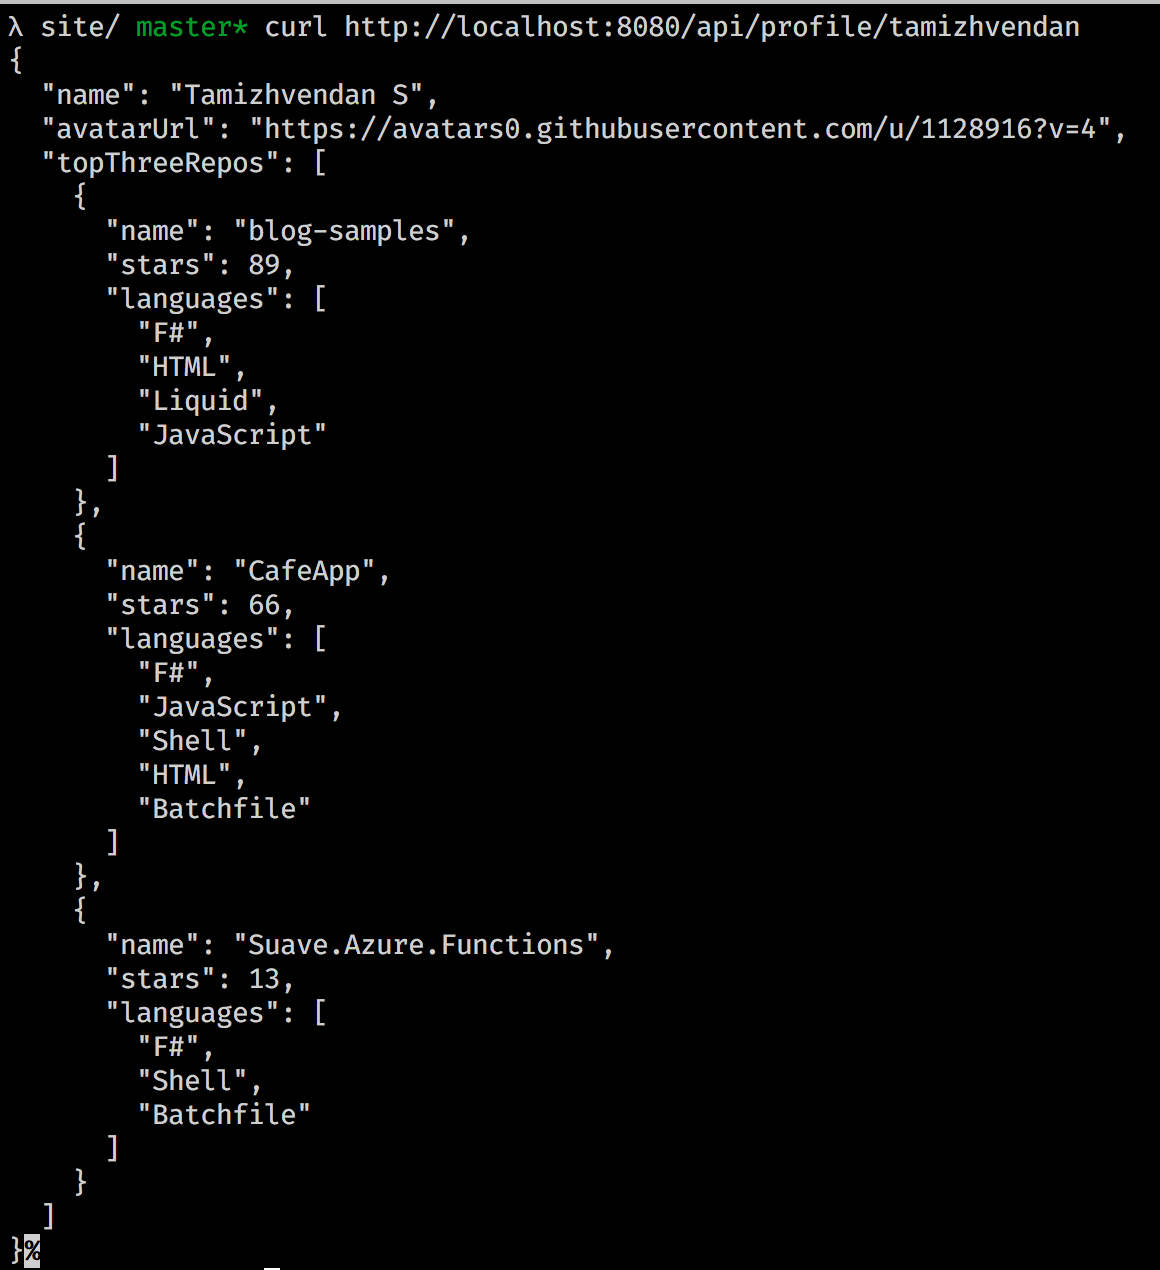 λ site/ master* curl http://localhost:8080/api/profile/tamizhvendan
{
  "name": "Tamizhvendan S",
  "avatarUrl": "https://avatars0.githubusercontent.com/u/1128916?v=4",
  "topThreeRepos": [
    {
      "name": "blog-samples",
      "stars": 89,
      "languages": [
        "F#",
        "HTML",
        "Liquid",
        "JavaScript"
      ]
    },
    {
      "name": "CafeApp",
      "stars": 66,
      "languages": [
        "F#",
        "JavaScript",
        "Shell",
        "HTML",
        "Batchfile"
      ]
    },
    {
      "name": "Suave.Azure.Functions",
      "stars": 13,
      "languages": [
        "F#",
        "Shell",
        "Batchfile"
      ]
    }
  ]
}%